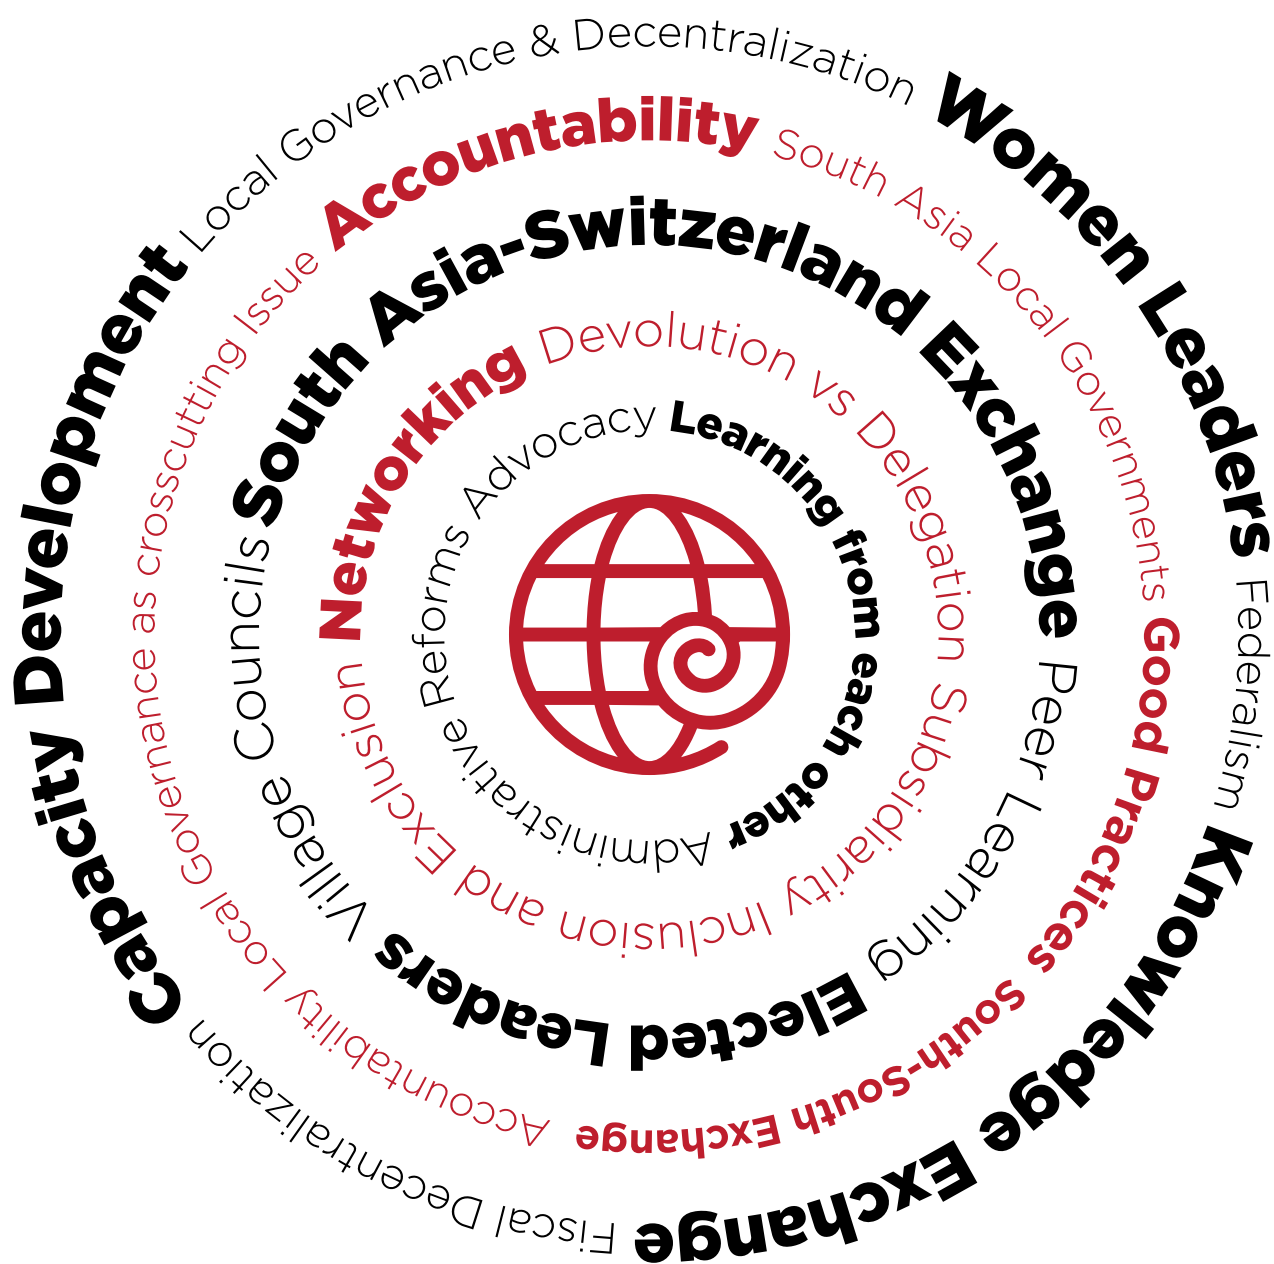 Local Governance & Decentralization
Women Leaders
Federalism
Knowledge Exchange
Fiscal Decentralization
Capacity Development
Accountability
South Asia Local Governments
Good Practices
South-South Exchange
Accountability
Local Governance as crosscutting Issue
South Asia-Switzerland Exchange
Peer Learning
Elected Leaders
Village Councils
Networking
Devolution vs Delegation
Subsidiarity
Inclusion and Exclusion
Learning from each other
Administrative Reforms
Advocacy